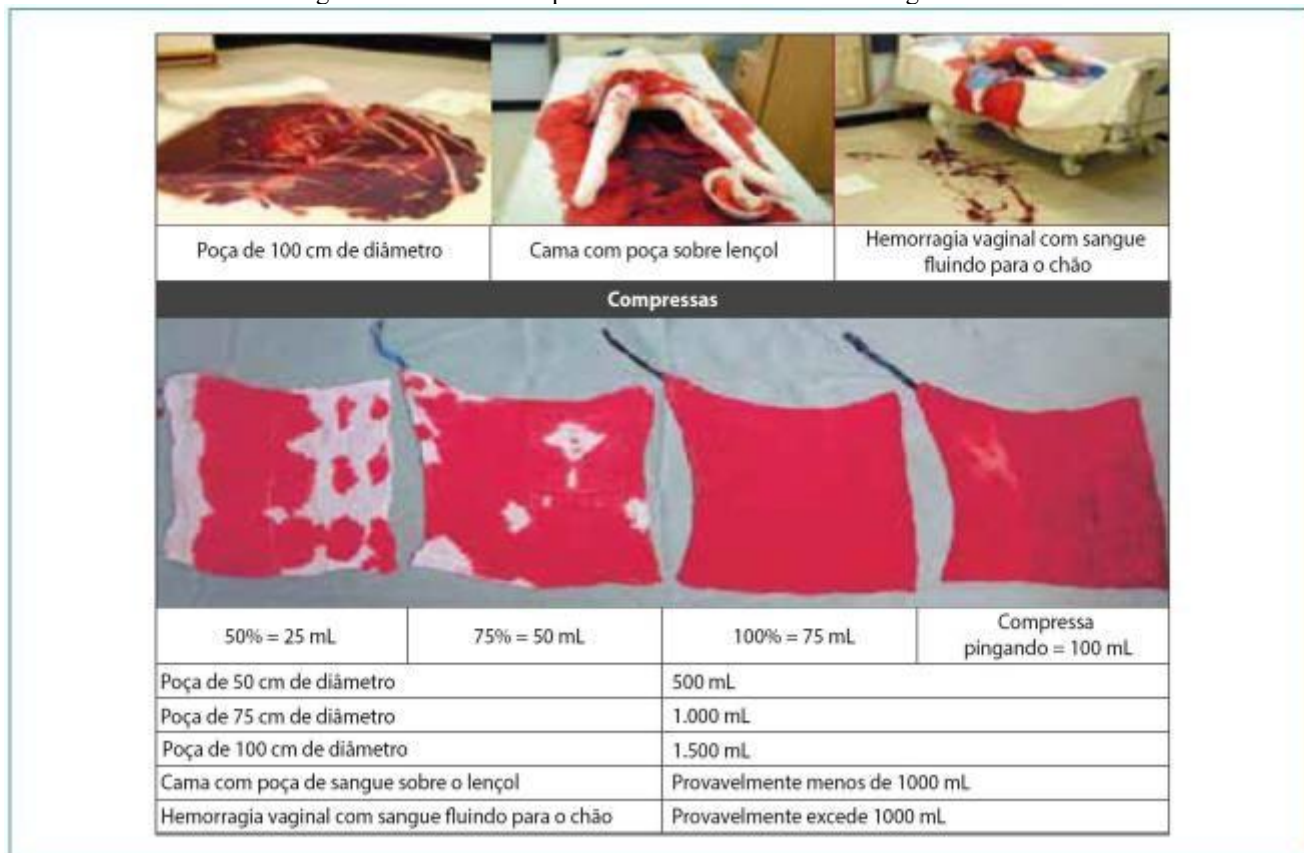 Poça de 100 cm de diâmetro
Cama com poça sobre lençol
Hemorragia vaginal com sangue
fluindo para o chão
Compressas
50% = 25 mL
75% = 50 mL
100% = 75 mL
Compressa
pingando = 100 mL
Poça de 50 cm de diâmetro
500 mL
Poça de 75 cm de diâmetro
1.000 mL
Poça de 100 cm de diâmetro
1.500 mL
Cama com poça de sangue sobre o lençol
Provavelmente menos de 1000 mL
Hemorragia vaginal com sangue fluindo para o chão
Provavelmente excede 1000 mL